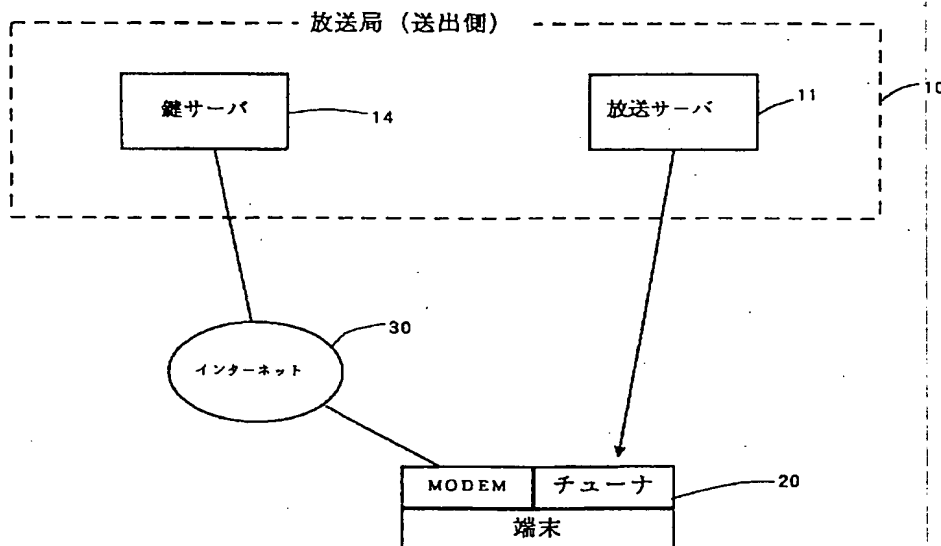 放送局 (送出側)
10
鍵サーバ
14
放送サーバ
11
30
インターネット
MODEM
チューナ
20
端末